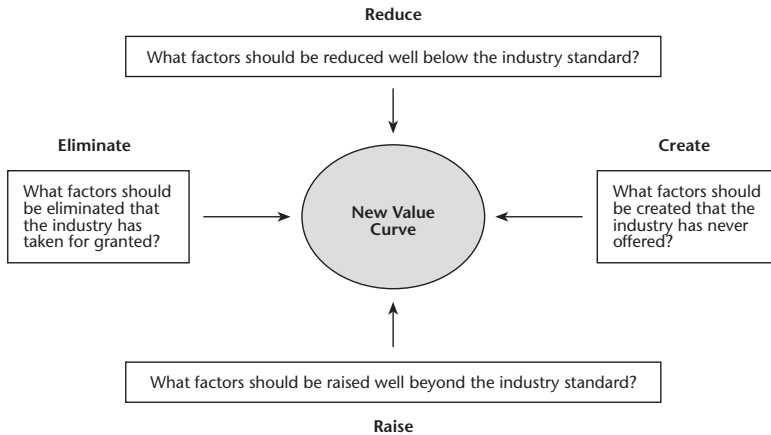 Reduce
What factors should be reduced well below the industry standard?
Eliminate
What factors should
be eliminated that
the industry has
taken for granted?
New Value
Curve
Create
What factors should
be created that the
industry has never
offered?
What factors should be raised well beyond the industry standard?
Raise